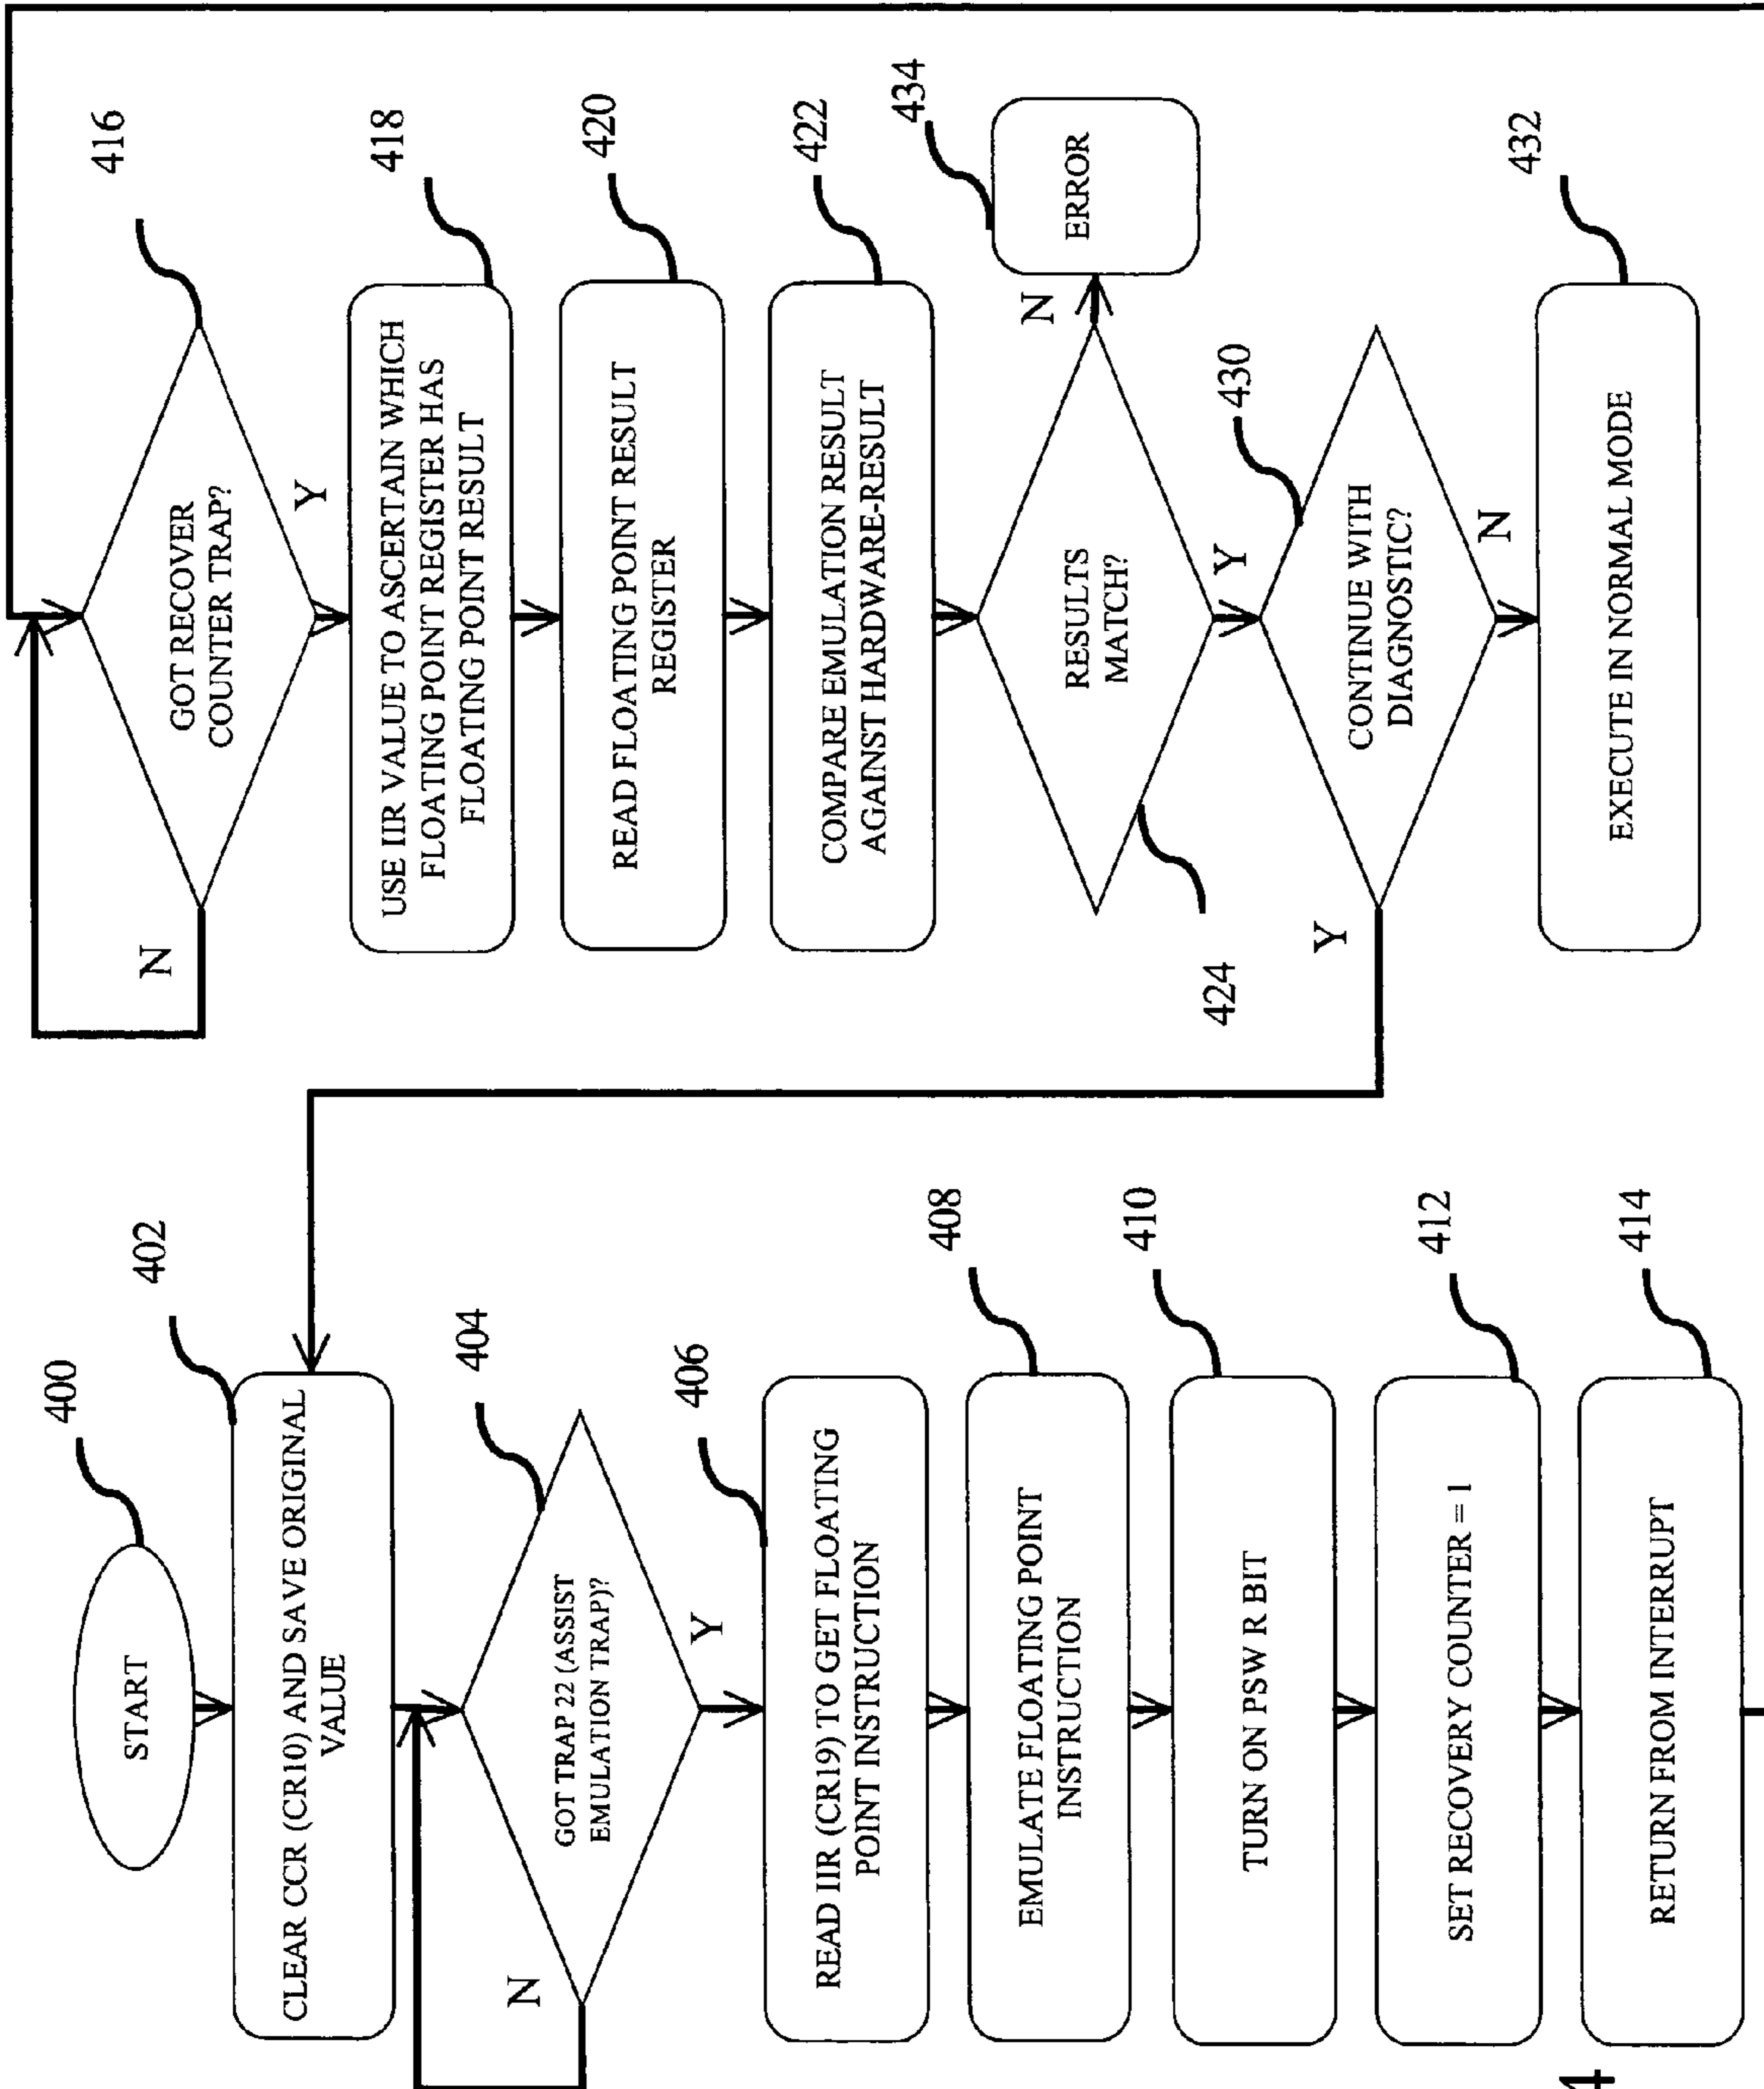 400
START
402
CLEAR CCR (CR10) AND SAVE ORIGINAL
VALUE
404
GOT TRAP 22 (ASSIST
EMULATION TRAP)?
N
Y
406
READ IIR (CR19) TO GET FLOATING
POINT INSTRUCTION
408
EMULATE FLOATING POINT
INSTRUCTION
410
TURN ON PSW R BIT
412
SET RECOVERY COUNTER = 1
414
RETURN FROM INTERRUPT
416
GOT RECOVER
COUNTER TRAP?
N
Y
418
USE IIR VALUE TO ASCERTAIN WHICH
FLOATING POINT REGISTER HAS
FLOATING POINT RESULT
420
READ FLOATING POINT RESULT
REGISTER
422
COMPARE EMULATION RESULT
AGAINST HARDWARE-RESULT
424
RESULTS
MATCH?
N
434
ERROR
Y
430
CONTINUE WITH
DIAGNOSTIC?
Y
N
432
EXECUTE IN NORMAL MODE
4